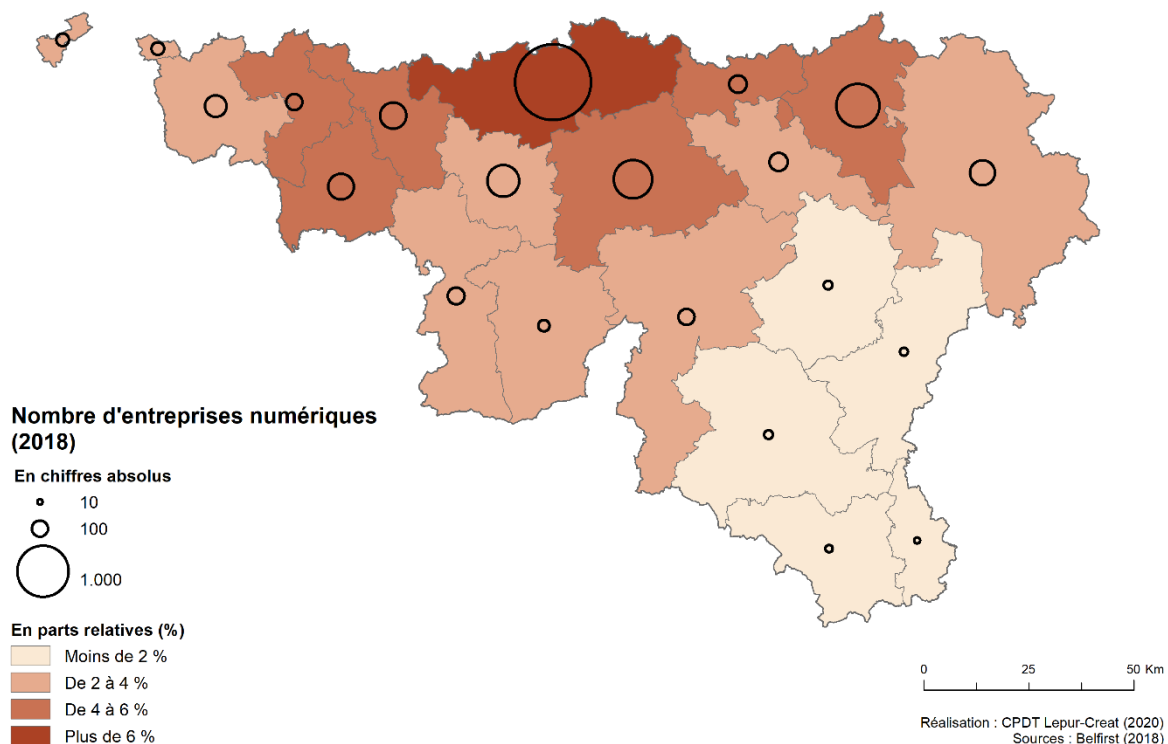 Nombre d'entreprises numériques
(2018)
En chiffres absolus
10
100
1.000
En parts relatives (%)
Moins de 2 %
De 2 à 4 %
De 4 à 6 %
Plus de 6 %
0 25 50 Km
Réalisation : CPDT Lepur-Creat (2020)
Sources : Belfirst (2018)